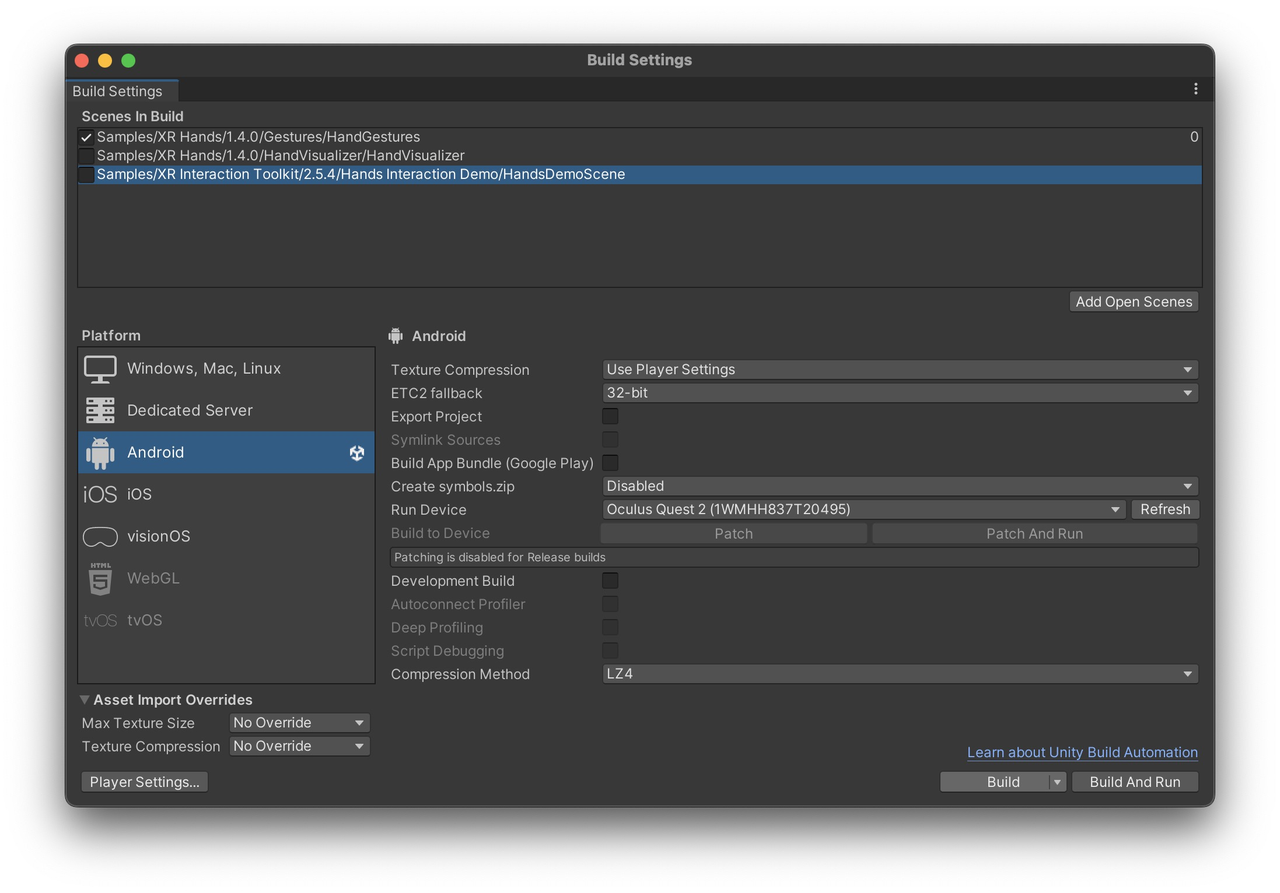 Build Settings
Build Settings
Scenes In Build
Samples/XR Hands/1.4.0/Gestures/HandGestures 0
Samples/XR Hands/1.4.0/HandVisualizer/HandVisualizer
Samples/XR Interaction Toolkit/2.5.4/Hands Interaction Demo/HandsDemoScene
Add Open Scenes
Platform
Windows, Mac, Linux
Dedicated Server
Android
iOS iOS
visionOS
HTML 5 WebGL
tvOS tvOS
Android
Texture Compression Use Player Settings
ETC2 fallback 32-bit
Export Project
Symlink Sources
Build App Bundle (Google Play)
Create symbols.zip Disabled
Run Device Oculus Quest 2 (1WMHH837T20495) Refresh
Build to Device Patch Patch And Run
Patching is disabled for Release builds
Development Build
Autoconnect Profiler
Deep Profiling
Script Debugging
Compression Method LZ4
Asset Import Overrides
Max Texture Size No Override
Texture Compression No Override
Learn about Unity Build Automation
Player Settings... Build Build And Run